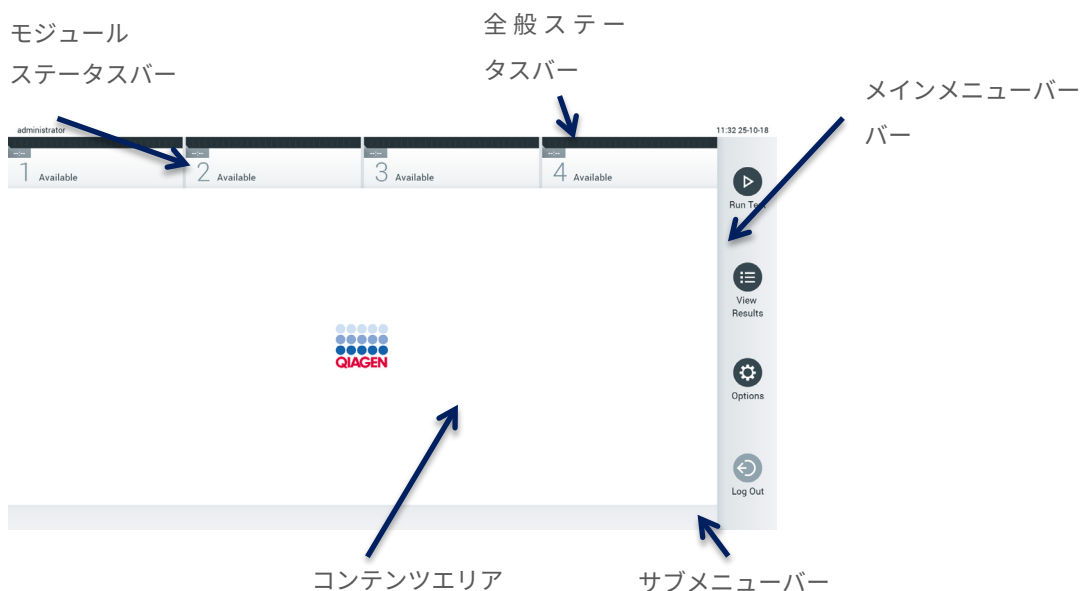 モジュール
ステータスバー
全般ステー
タスバー
メインメニューバー
バー
administrator
11:32 25-10-18
--:--
--:--
--:--
--:--
1 Available
2 Available
3 Available
4 Available
Run Test
View
Results
QIAGEN
Options
Log Out
コンテンツエリア
サブメニューバー